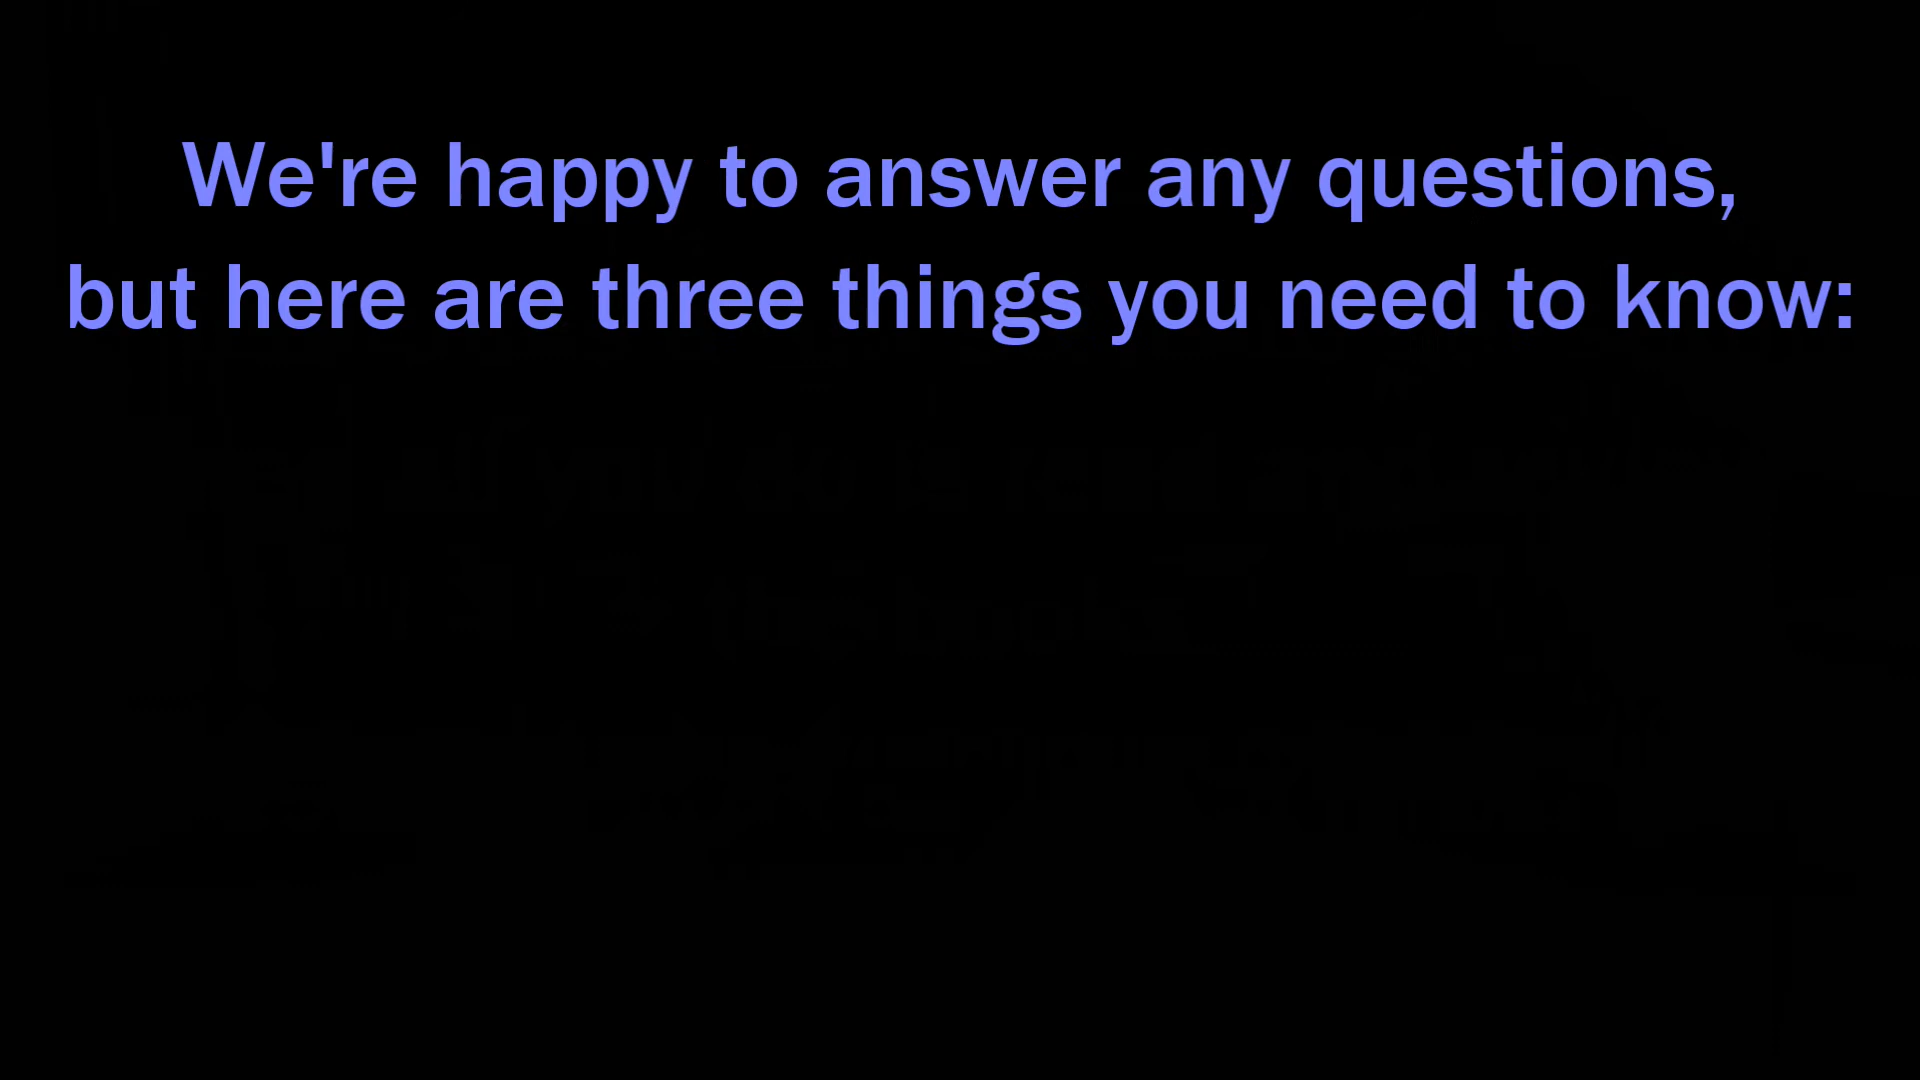 We're happy to answer any questions,
but here are three things you need to know: